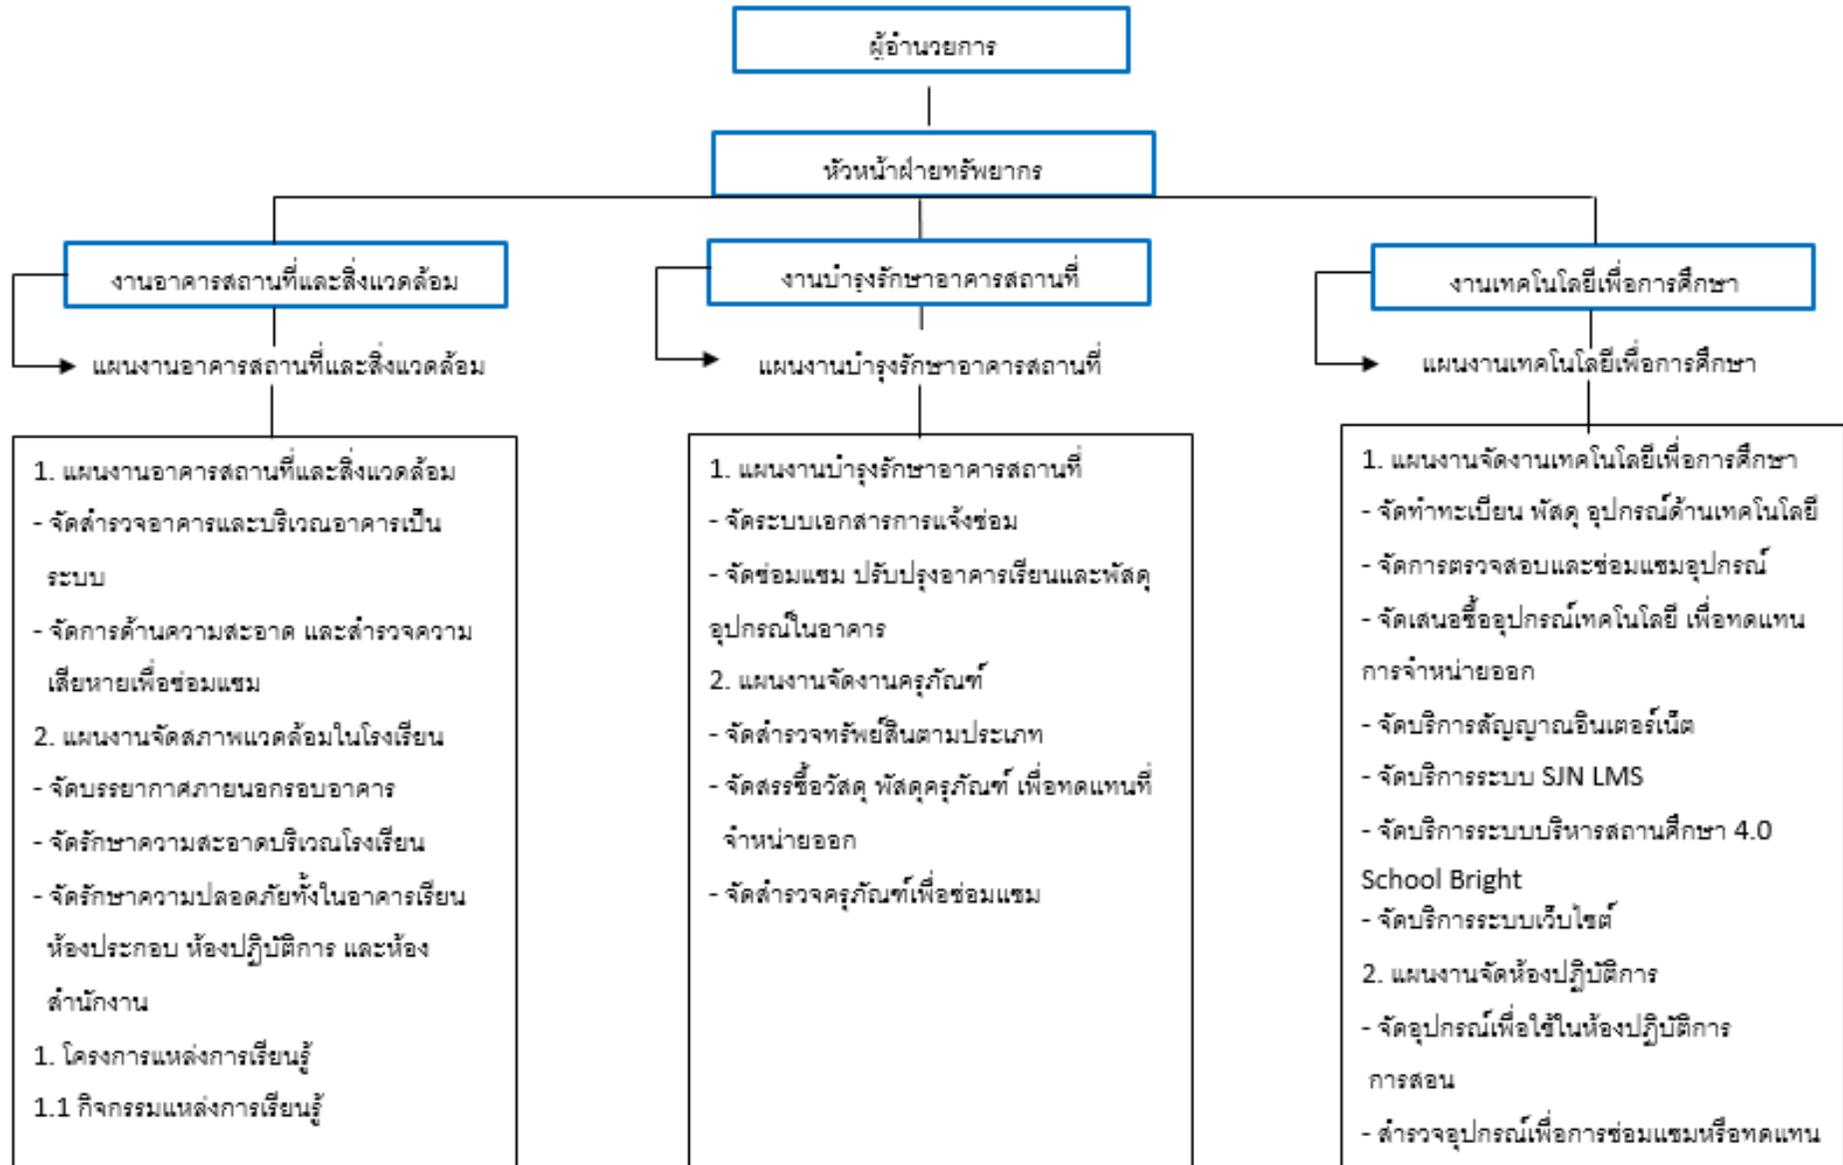 ผู้อำนวยการ
หัวหน้าฝ่ายทรัพยากร
งานอาคารสถานที่และสิ่งแวดล้อม
แผนงานอาคารสถานที่และสิ่งแวดล้อม
1. แผนงานอาคารสถานที่และสิ่งแวดล้อม
- จัดสำรวจอาคารและบริเวณอาคารเป็น
ระบบ
- จัดการด้านความสะอาด และสำรวจความ
เสียหายเพื่อซ่อมแซม
2. แผนงานจัดสภาพแวดล้อมในโรงเรียน
- จัดบรรยากาศภายนอกรอบอาคาร
- จัดรักษาความสะอาดบริเวณโรงเรียน
- จัดรักษาความปลอดภัยทั้งในอาคารเรียน
ห้องประกอบ ห้องปฏิบัติการ และห้อง
สำนักงาน
1. โครงการแหล่งการเรียนรู้
1.1 กิจกรรมแหล่งการเรียนรู้
งานบำรุงรักษาอาคารสถานที่
แผนงานบำรุงรักษาอาคารสถานที่
1. แผนงานบำรุงรักษาอาคารสถานที่
- จัดระบบเอกสารการแจ้งซ่อม
- จัดซ่อมแซม ปรับปรุงอาคารเรียนและพัสดุ
อุปกรณ์ในอาคาร
2. แผนงานจัดงานครุภัณฑ์
- จัดสำรวจทรัพย์สินตามประเภท
- จัดสรรซื้อวัสดุ พัสดุครุภัณฑ์ เพื่อทดแทนที่
จำหน่ายออก
- จัดสำรวจครุภัณฑ์เพื่อซ่อมแซม
งานเทคโนโลยีเพื่อการศึกษา
แผนงานเทคโนโลยีเพื่อการศึกษา
1. แผนงานจัดงานเทคโนโลยีเพื่อการศึกษา
- จัดทำทะเบียน พัสดุ อุปกรณ์ด้านเทคโนโลยี
- จัดการตรวจสอบและซ่อมแซมอุปกรณ์
- จัดเสนอซื้ออุปกรณ์เทคโนโลยี เพื่อทดแทน
การจำหน่ายออก
- จัดบริการสัญญาณอินเตอร์เน็ต
- จัดบริการระบบ SJN LMS
- จัดบริการระบบบริหารสถานศึกษา 4.0
School Bright
- จัดบริการระบบเว็บไซต์
2. แผนงานจัดห้องปฏิบัติการ
- จัดอุปกรณ์เพื่อใช้ในห้องปฏิบัติการ
การสอน
- สำรวจอุปกรณ์เพื่อการซ่อมแซมหรือทดแทน